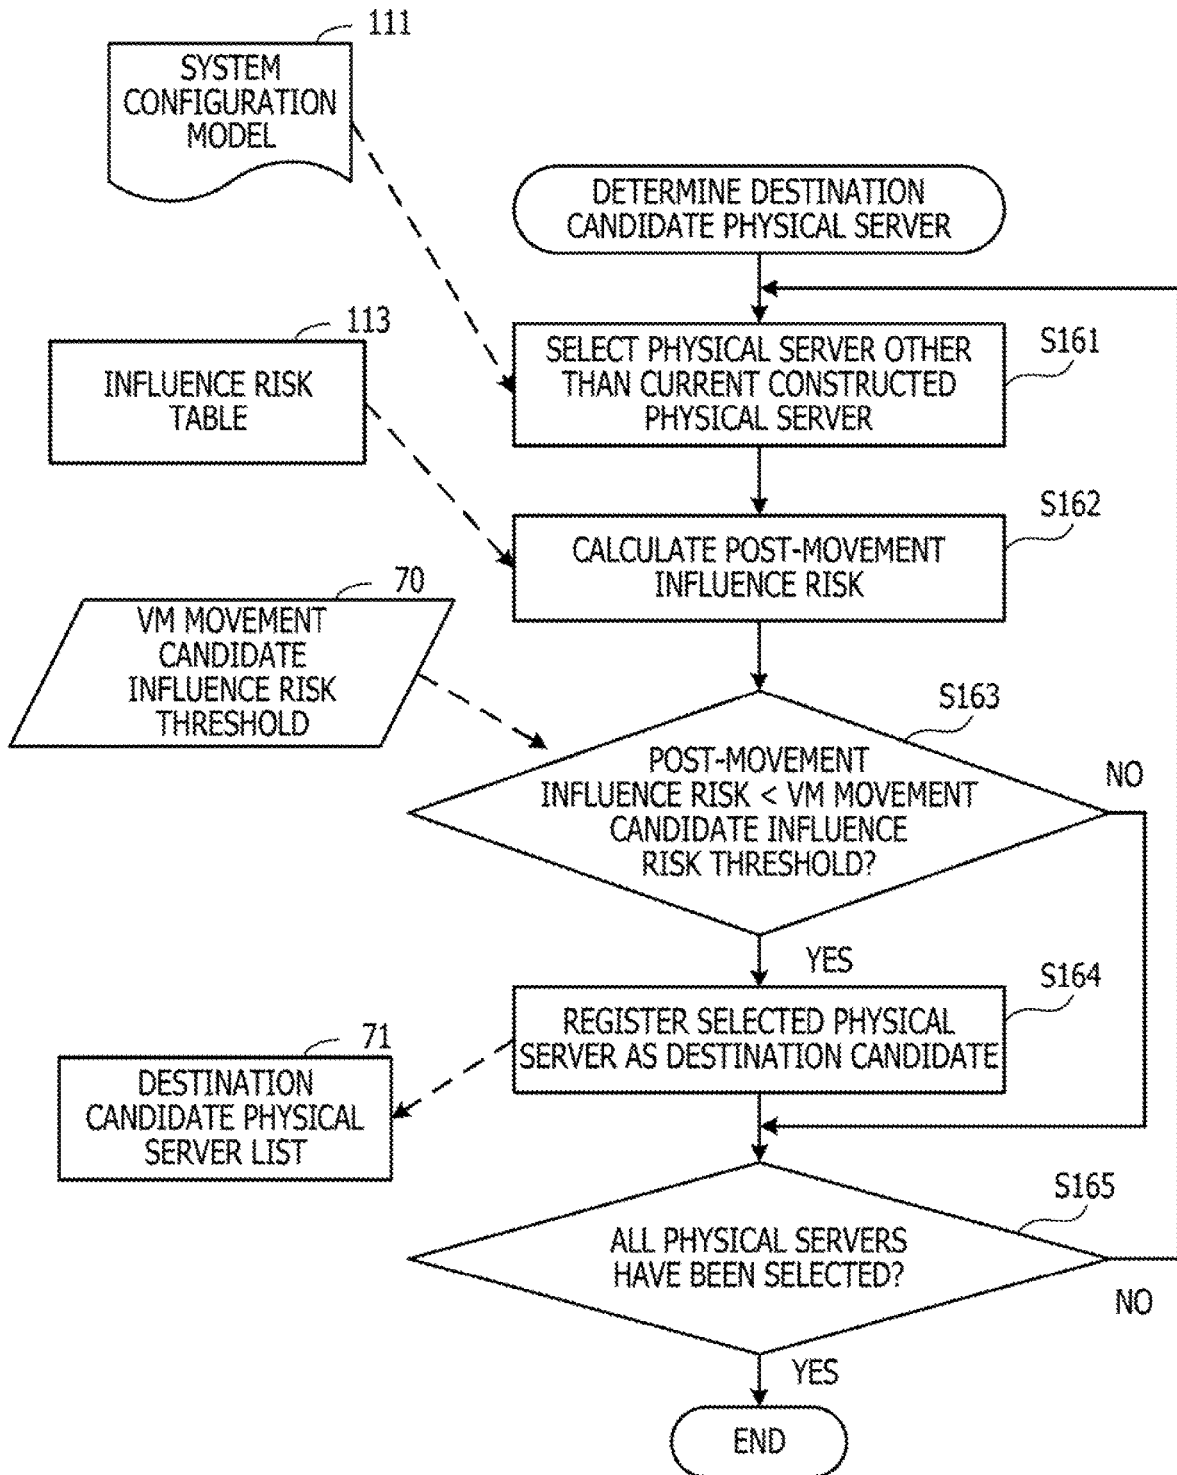 111
SYSTEM
CONFIGURATION
MODEL
DETERMINE DESTINATION
CANDIDATE PHYSICAL SERVER
113
INFLUENCE RISK
TABLE
S161
SELECT PHYSICAL SERVER OTHER
THAN CURRENT CONSTRUCTED
PHYSICAL SERVER
S162
CALCULATE POST-MOVEMENT
INFLUENCE RISK
70
VM MOVEMENT
CANDIDATE
INFLUENCE RISK
THRESHOLD
S163
POST-MOVEMENT
INFLUENCE RISK < VM MOVEMENT
CANDIDATE INFLUENCE
RISK THRESHOLD?
NO
YES
S164
REGISTER SELECTED PHYSICAL
SERVER AS DESTINATION CANDIDATE
71
DESTINATION
CANDIDATE PHYSICAL
SERVER LIST
S165
ALL PHYSICAL SERVERS
HAVE BEEN SELECTED?
NO
YES
END